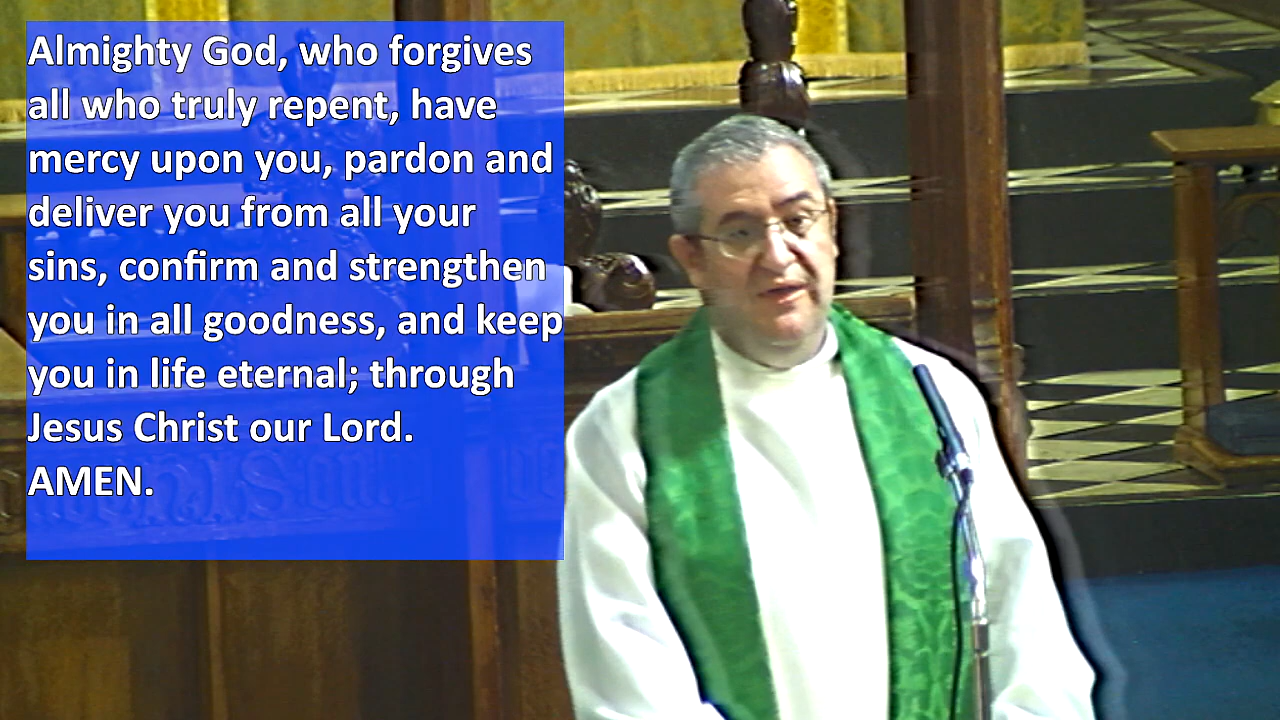 Almighty God, who forgives
all who truly repent, have
mercy upon you, pardon and
deliver you from all your
sins, confirm and strengthen
you in all goodness, and keep
you in life eternal; through
Jesus Christ our Lord.
AMEN.